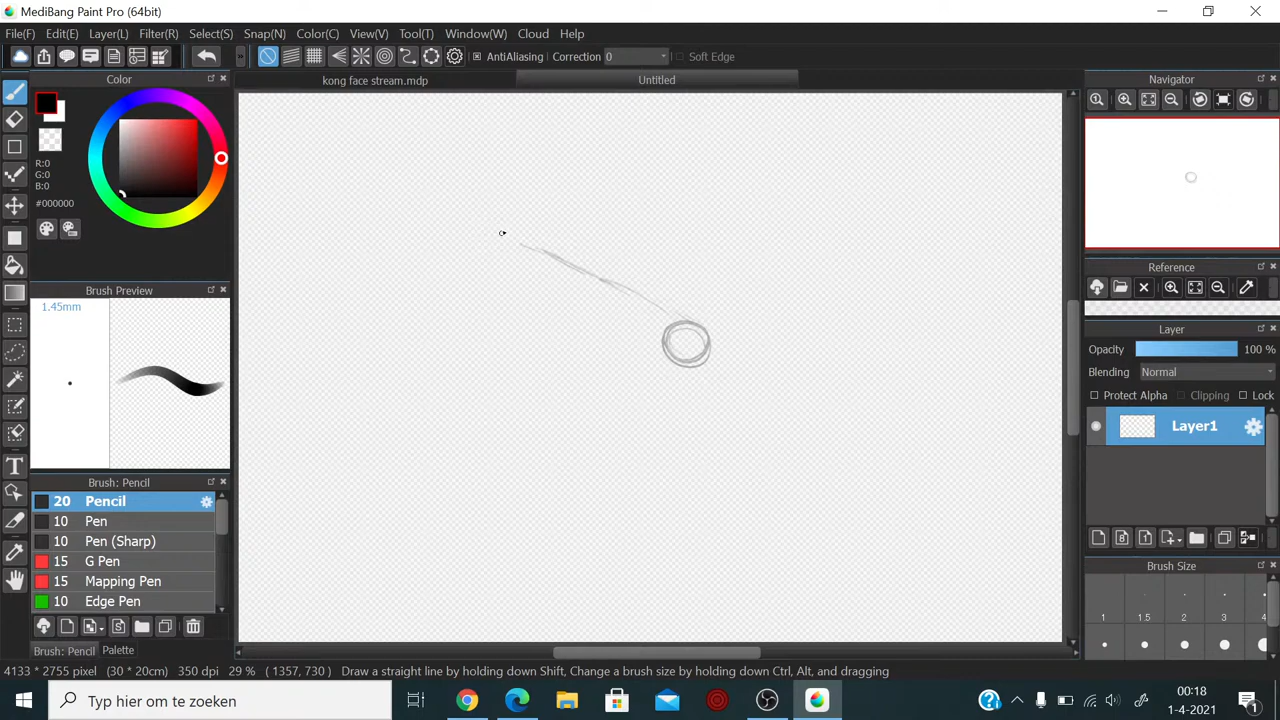 MediBang Paint Pro (64bit)
File(F) Edit(E) Layer(L) Filter(R) Select(S) Snap(N) Color(C) View(V) Tool(T) Window(W) Cloud Help
AntiAliasing Correction 0 Soft Edge
Color
kong face stream.mdp Untitled
Navigator
R:0
G:0
B:0
#000000
Brush Preview
1.45mm
Reference
Layer
Opacity 100 %
Blending Normal
Protect Alpha Clipping Lock
Layer1
Brush: Pencil
20 Pencil
10 Pen
10 Pen (Sharp)
15 G Pen
15 Mapping Pen
10 Edge Pen
Brush Size
1 1.5 2 3 4
Brush: Pencil Palette
4133 * 2755 pixel (30 * 20cm) 350 dpi 29 % ( 1357, 730 ) Draw a straight line by holding down Shift, Change a brush size by holding down Ctrl, Alt, and dragging
Typ hier om te zoeken
00:18
1-4-2021
1